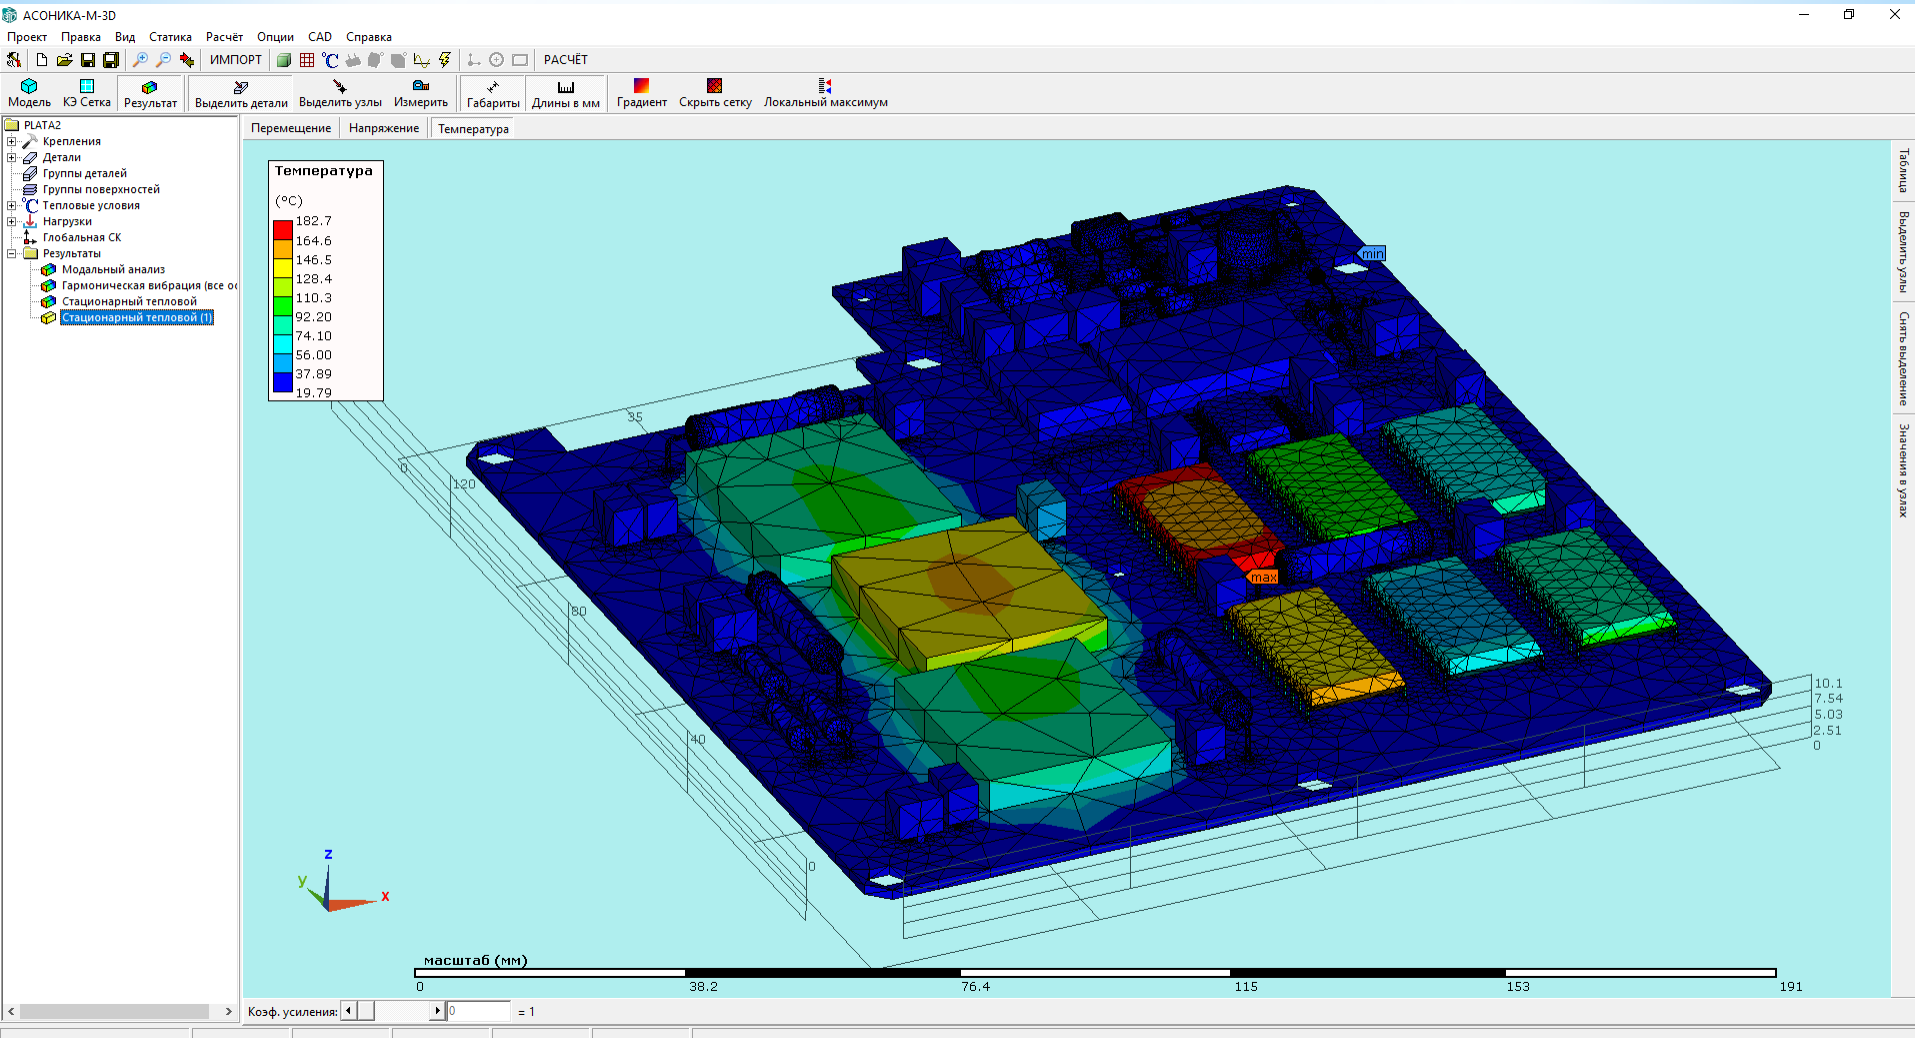 АСОНИКА-М-3D
Проект Правка Вид Статика Расчёт Опции CAD Справка
°C ИМПОРТ РАСЧЁТ
Модель КЭ Сетка Результат Выделить детали Выделить узлы Измерить Габариты Длины в мм Градиент Скрыть сетку Локальный максимум
PLATA2
Крепления
Детали
Группы деталей
Группы поверхностей
°C Тепловые условия
Нагрузки
Глобальная СК
Результаты
Модальный анализ
Гармоническая вибрация (все ос
Стационарный тепловой
Стационарный тепловой (1)
Перемещение Напряжение Температура
Температура
(°C)
182.7
164.6
146.5
128.4
110.3
92.20
74.10
56.00
37.89
19.79
min
max
35
0
120
80
40
0
10.1
7.54
5.03
2.51
0
z
y
x
масштаб (мм)
0 38.2 76.4 115 153 191
Коэф. усиления: 0 = 1
Таблица
Выделить узлы
Снять выделение
Значения в узлах